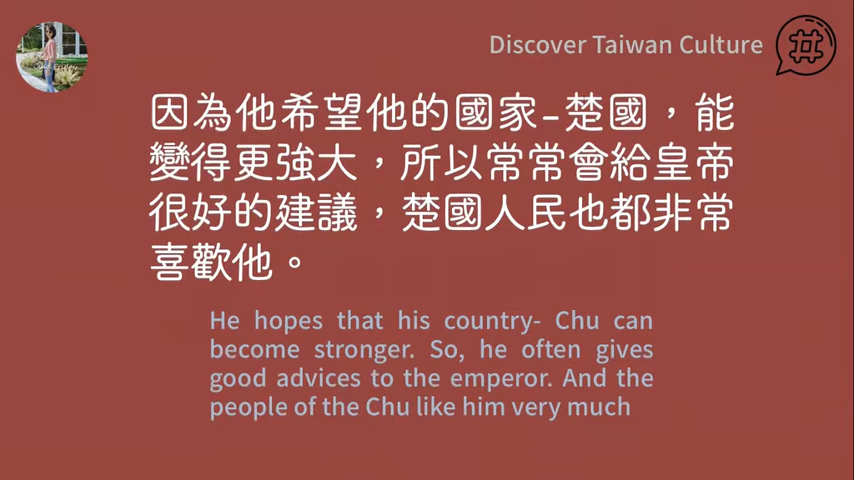 Discover Taiwan Culture
因為他希望他的國家-楚國，能
變得更強大，所以常常會給皇帝
很好的建議，楚國人民也都非常
喜歡他。
He hopes that his country- Chu can
become stronger. So, he often gives
good advices to the emperor. And the
people of the Chu like him very much